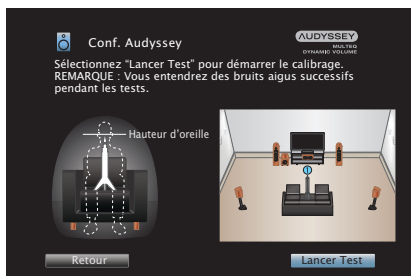 Conf. Audyssey
AUDYSSEY
MULTEQ
DYNAMIC VOLUME
Sélectionnez “Lancer Test” pour démarrer le calibrage.
REMARQUE : Vous entendrez des bruits aigus successifs
pendant les tests.
Hauteur d’oreille
Retour
Lancer Test